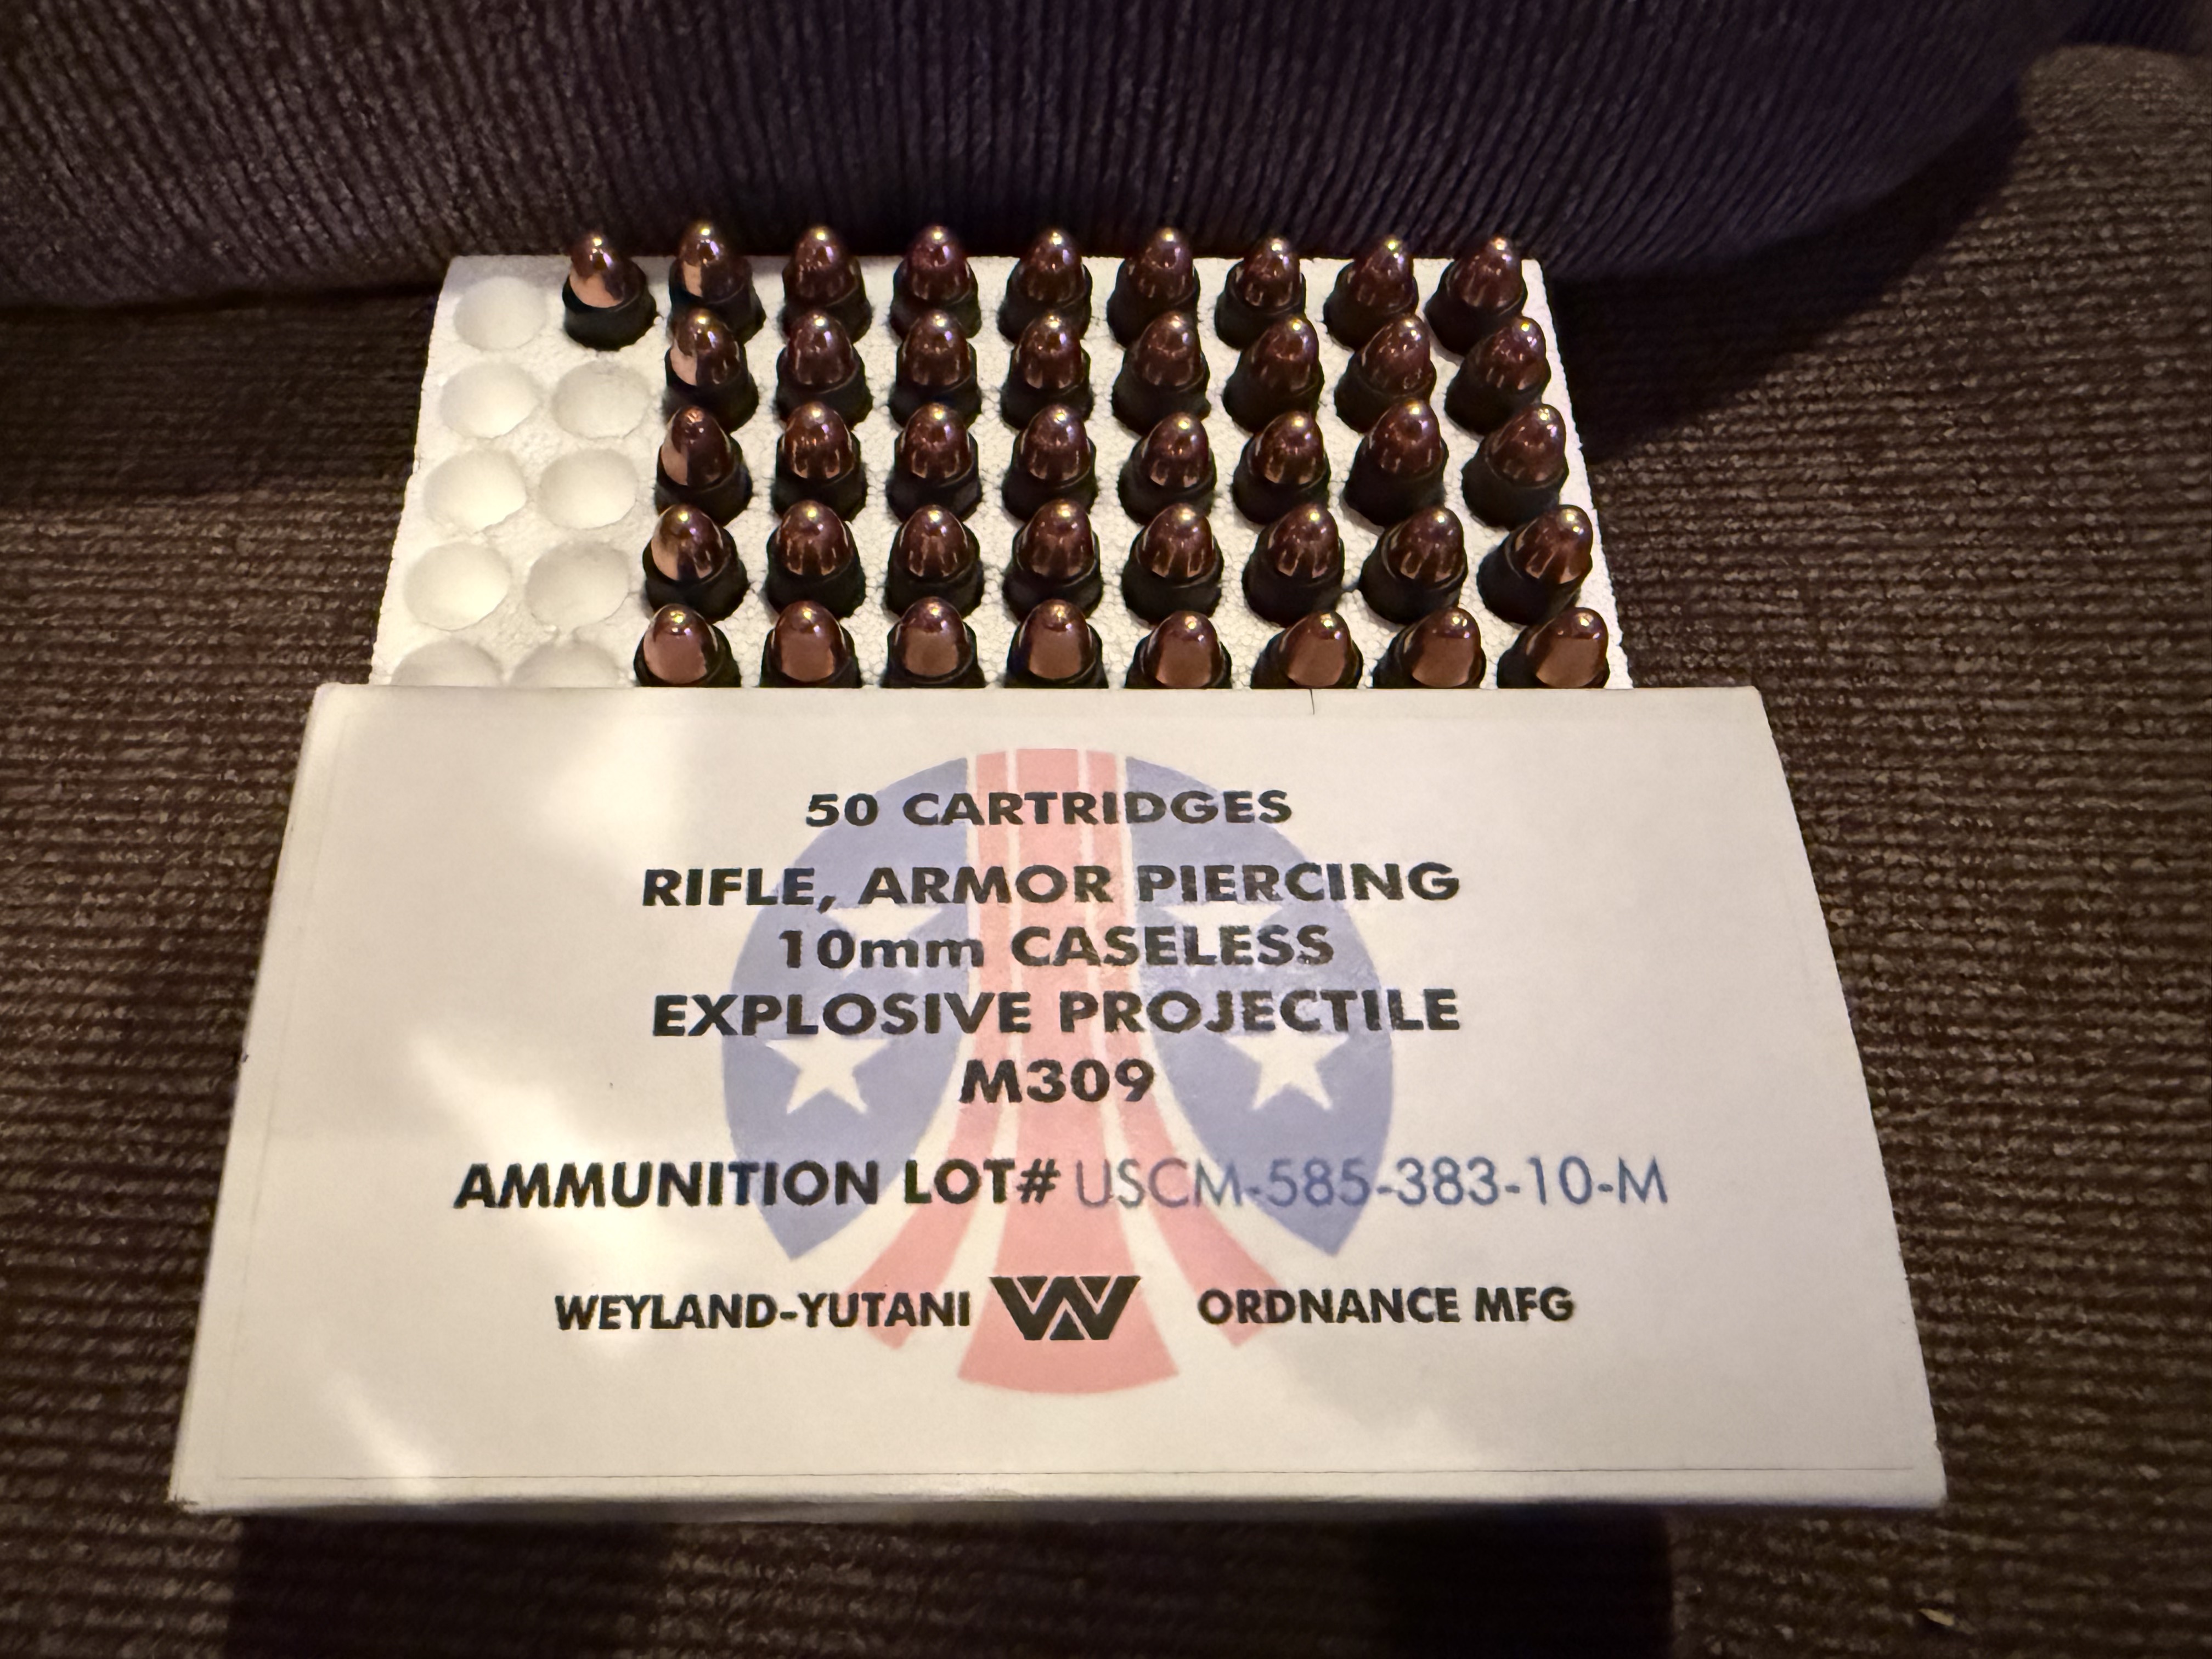 50 CARTRIDGES
RIFLE, ARMOR PIERCING
10mm CASELESS
EXPLOSIVE PROJECTILE
M309
AMMUNITION LOT# USCM-585-383-10-M
WEYLAND-YUTANI ORDNANCE MFG